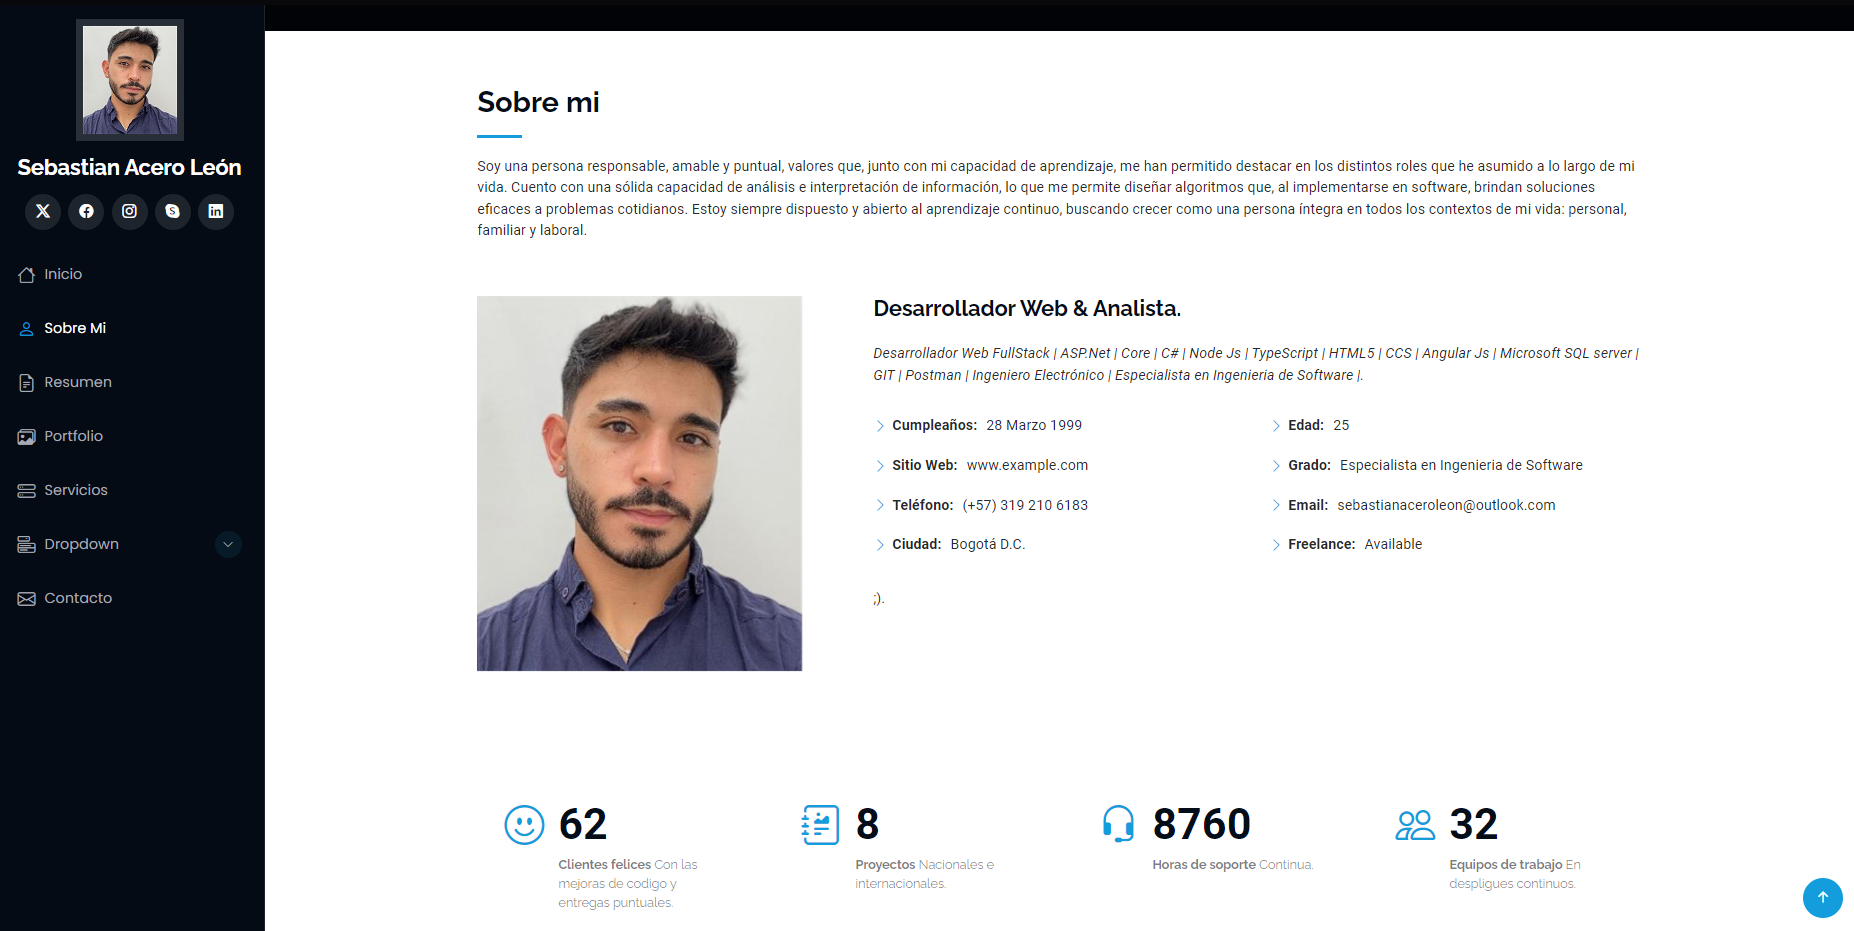 Sebastian Acero León
Inicio
Sobre Mi
Resumen
Portfolio
Servicios
Dropdown
Contacto
Sobre mi
Soy una persona responsable, amable y puntual, valores que, junto con mi capacidad de aprendizaje, me han permitido destacar en los distintos roles que he asumido a lo largo de mi
vida. Cuento con una sólida capacidad de análisis e interpretación de información, lo que me permite diseñar algoritmos que, al implementarse en software, brindan soluciones
eficaces a problemas cotidianos. Estoy siempre dispuesto y abierto al aprendizaje continuo, buscando crecer como una persona íntegra en todos los contextos de mi vida: personal,
familiar y laboral.
Desarrollador Web & Analista.
Desarrollador Web FullStack | ASP.Net | Core | C# | Node Js | TypeScript | HTML5 | CCS | Angular Js | Microsoft SQL server |
GIT | Postman | Ingeniero Electrónico | Especialista en Ingenieria de Software |.
Cumpleaños: 28 Marzo 1999
Sitio Web: www.example.com
Teléfono: (+57) 319 210 6183
Ciudad: Bogotá D.C.
Edad: 25
Grado: Especialista en Ingenieria de Software
Email: sebastianaceroleon@outlook.com
Freelance: Available
;).
62
Clientes felices Con las
mejoras de codigo y
entregas puntuales.
8
Proyectos Nacionales e
internacionales.
8760
Horas de soporte Continua.
32
Equipos de trabajo En
despligues continuos.